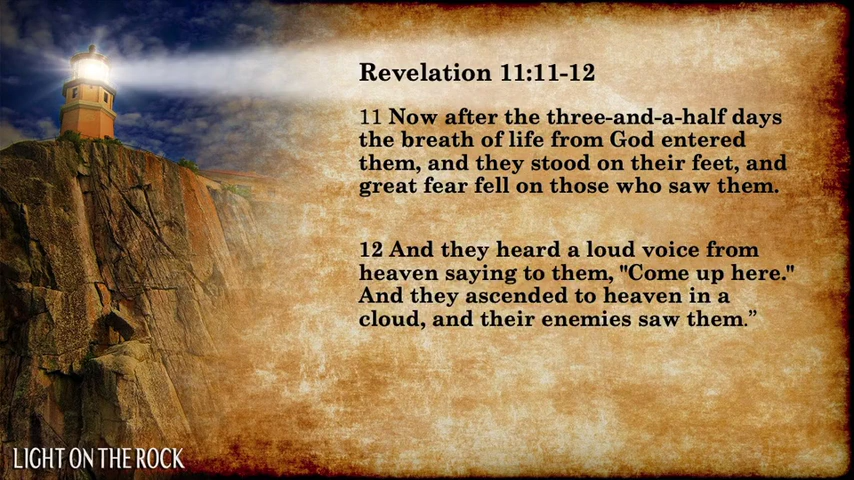 Revelation 11:11-12
11 Now after the three-and-a-half days
the breath of life from God entered
them, and they stood on their feet, and
great fear fell on those who saw them.
12 And they heard a loud voice from
heaven saying to them, "Come up here."
And they ascended to heaven in a
cloud, and their enemies saw them.”
LIGHT ON THE ROCK